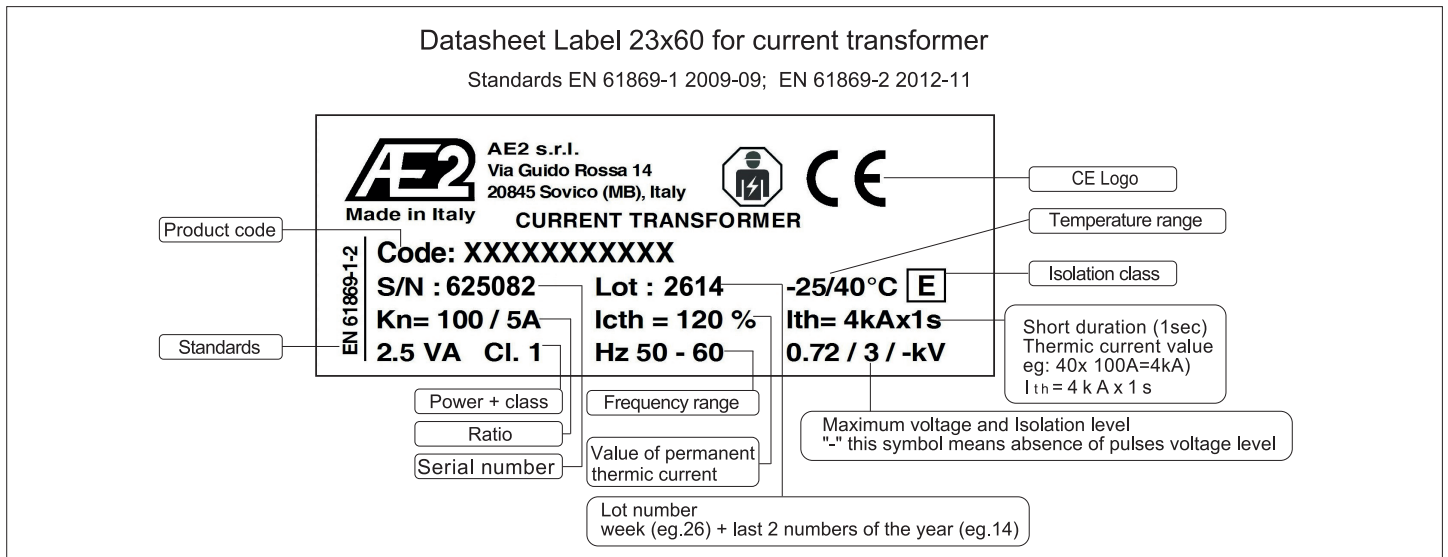 Datasheet Label 23x60 for current transformer
Standards EN 61869-1 2009-09; EN 61869-2 2012-11
AE2
Made in Italy
AE2 s.r.l.
Via Guido Rossa 14
20845 Sovico (MB), Italy
CE
CURRENT TRANSFORMER
EN 61869-1-2
Code: XXXXXXXXXXX
S/N : 625082 Lot : 2614 -25/40°C E
Kn= 100 / 5A Icth = 120 % Ith= 4kAx1s
2.5 VA Cl. 1 Hz 50 - 60 0.72 / 3 / -kV
Product code
Standards
CE Logo
Temperature range
Isolation class
Short duration (1sec)
Thermic current value
eg: 40x 100A=4kA)
Ith = 4 k A x 1 s
Power + class
Ratio
Serial number
Frequency range
Value of permanent
thermic current
Maximum voltage and Isolation level
"-" this symbol means absence of pulses voltage level
Lot number
week (eg.26) + last 2 numbers of the year (eg.14)